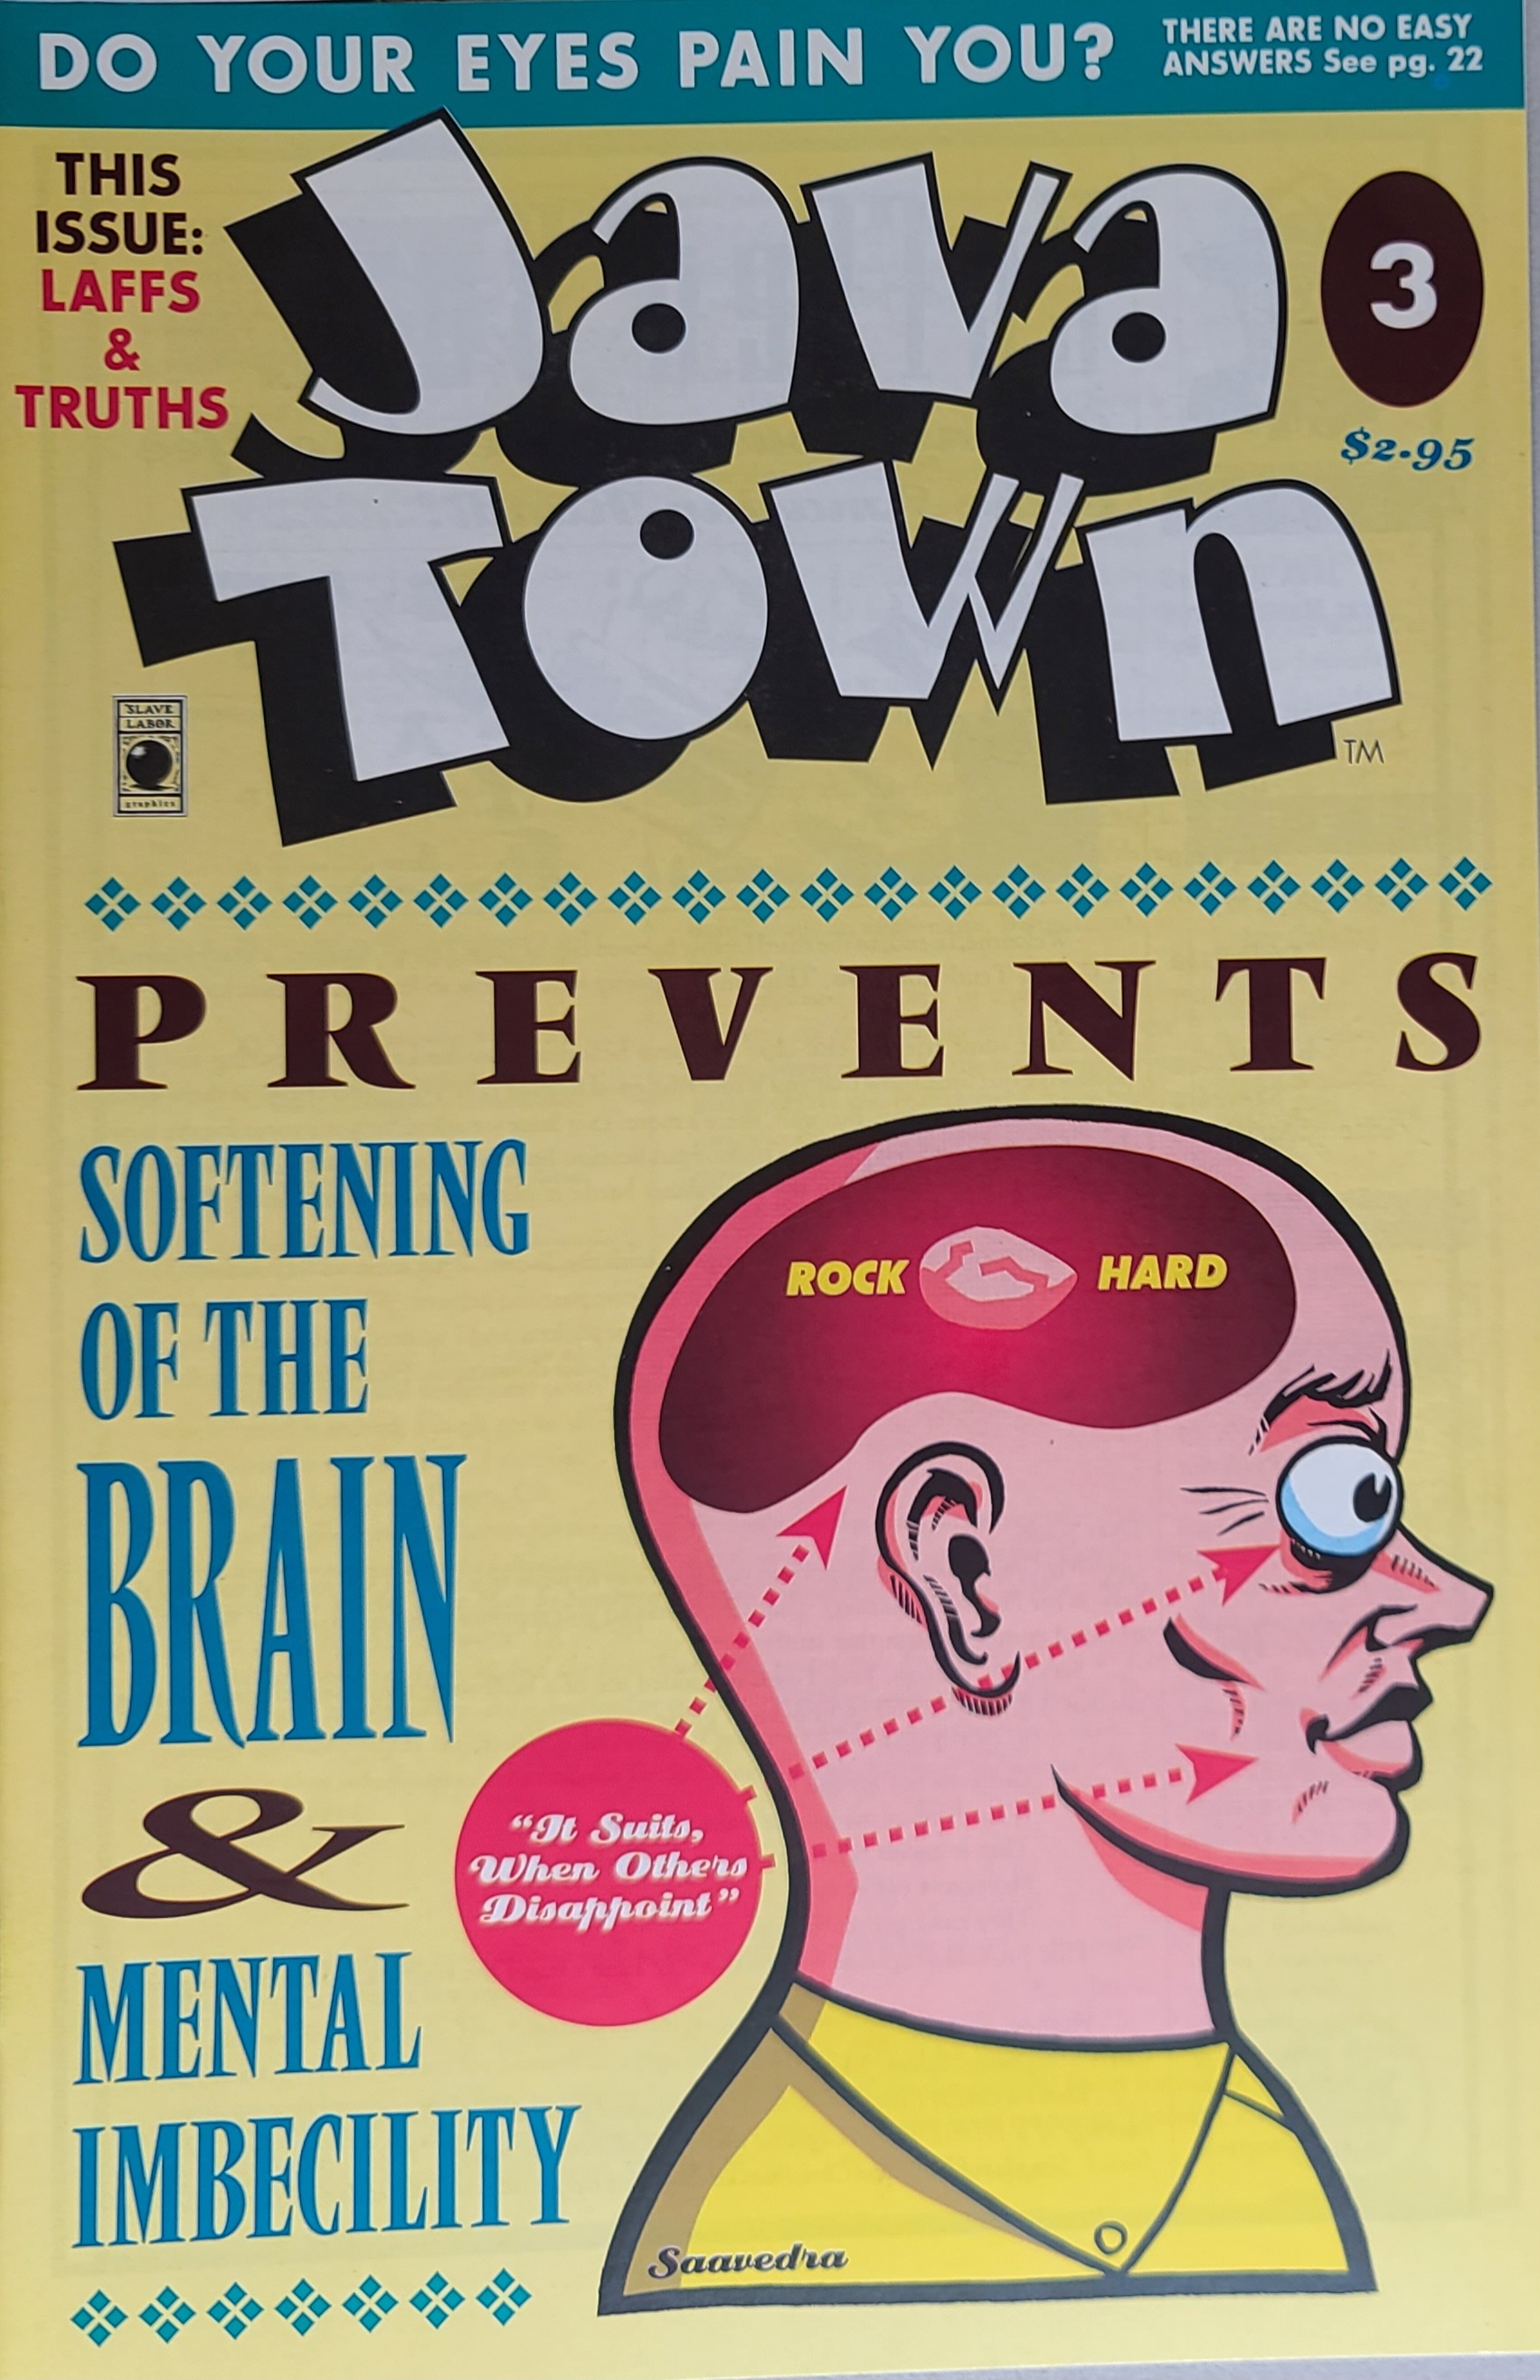 DO YOUR EYES PAIN YOU?
THERE ARE NO EASY
ANSWERS See pg. 22
THIS
ISSUE:
LAFFS
&
TRUTHS
Java
Town
TM
3
$2.95
SLAVE
LABOR
graphics
PREVENTS
SOFTENING
OF THE
BRAIN
&
MENTAL
IMBECILITY
ROCK HARD
“It Suits,
When Others
Disappoint”
Saavedra